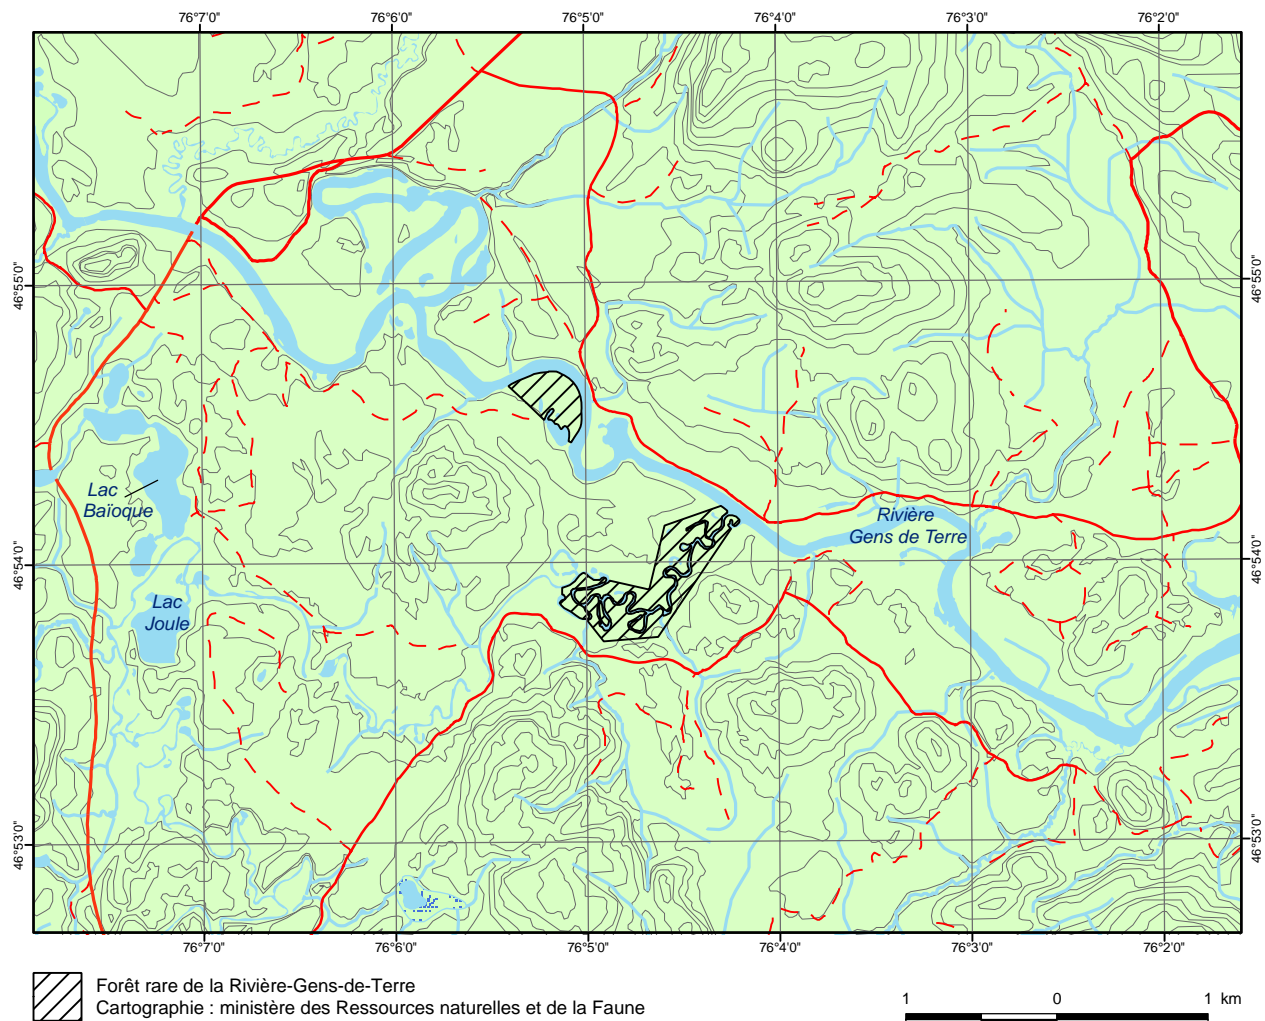 76°7'0" 76°6'0" 76°5'0" 76°4'0" 76°3'0" 76°2'0"
46°55'0" 46°55'0"
Lac
Baïoque
Rivière
Gens de Terre
46°54'0" 46°54'0"
Lac
Joule
46°53'0" 46°53'0"
76°7'0" 76°6'0" 76°5'0" 76°4'0" 76°3'0" 76°2'0"
Forêt rare de la Rivière-Gens-de-Terre
Cartographie : ministère des Ressources naturelles et de la Faune
1 0 1 km